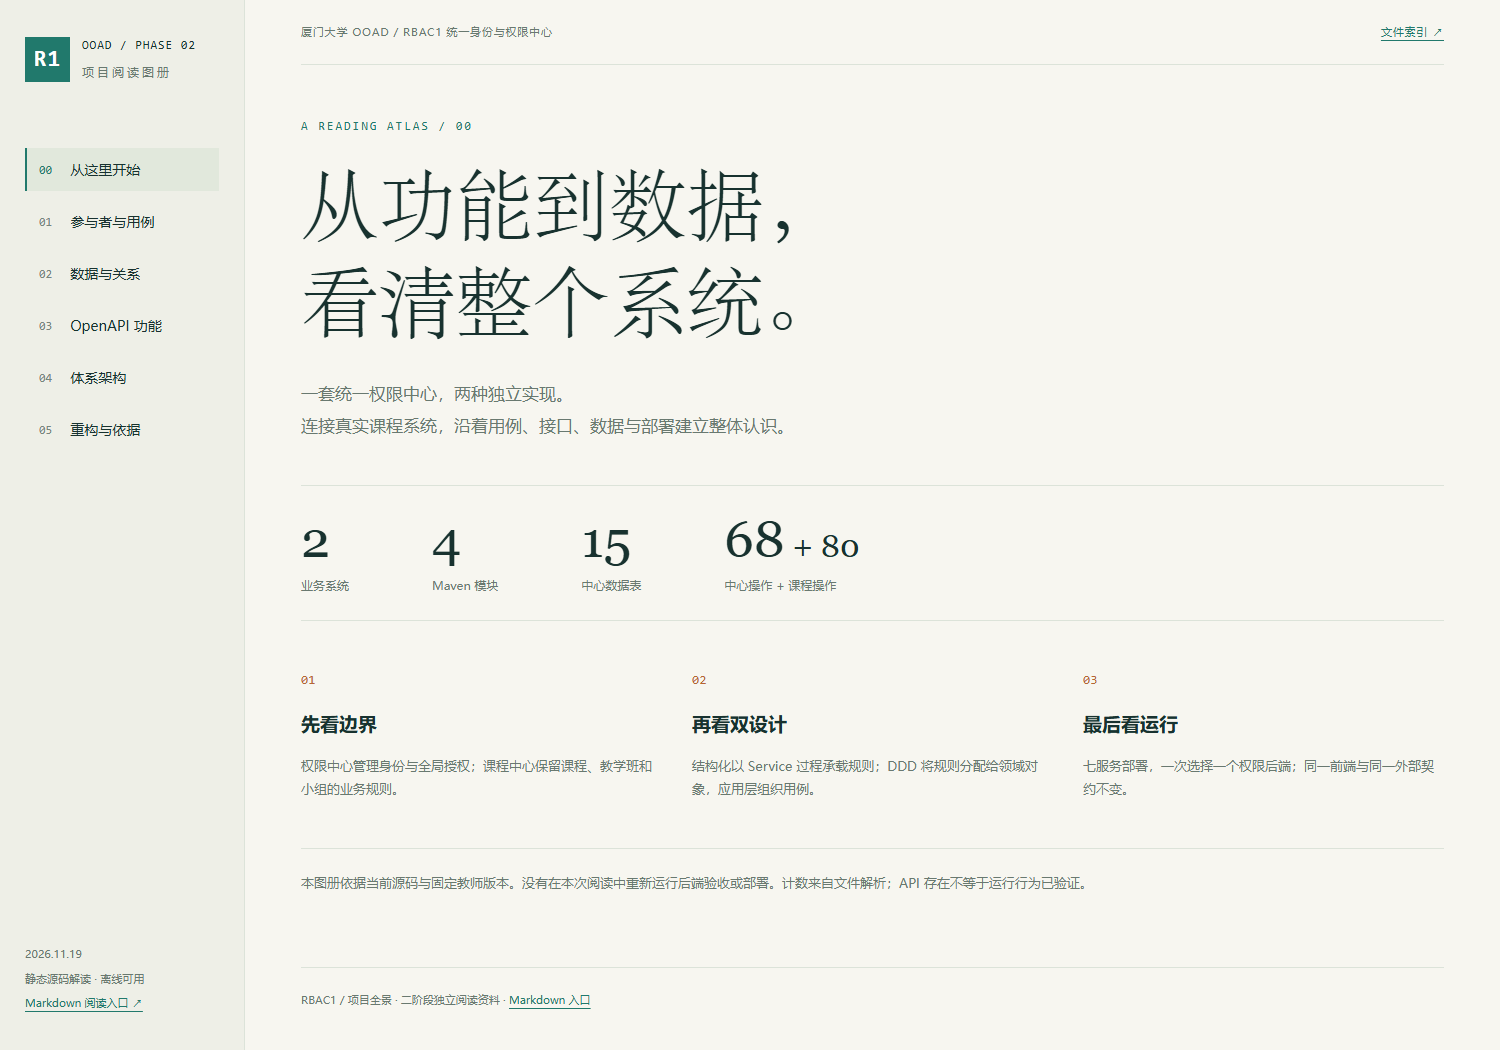 R1
OOAD / PHASE 02
项目阅读图册
00 从这里开始
01 参与者与用例
02 数据与关系
03 OpenAPI 功能
04 体系架构
05 重构与依据
2026.11.19
静态源码解读 · 离线可用
Markdown 阅读入口 ↗
厦门大学 OOAD / RBAC1 统一身份与权限中心
文件索引 ↗
A READING ATLAS / 00
从功能到数据，
看清整个系统。
一套统一权限中心，两种独立实现。
连接真实课程系统，沿着用例、接口、数据与部署建立整体认识。
2
业务系统
4
Maven 模块
15
中心数据表
68 + 80
中心操作 + 课程操作
01
先看边界
权限中心管理身份与全局授权；课程中心保留课程、教学班和
小组的业务规则。
02
再看双设计
结构化以 Service 过程承载规则；DDD 将规则分配给领域对
象，应用层组织用例。
03
最后看运行
七服务部署，一次选择一个权限后端；同一前端与同一外部契
约不变。
本图册依据当前源码与固定教师版本。没有在本次阅读中重新运行后端验收或部署。计数来自文件解析；API 存在不等于运行行为已验证。
RBAC1 / 项目全景 · 二阶段独立阅读资料 · Markdown 入口